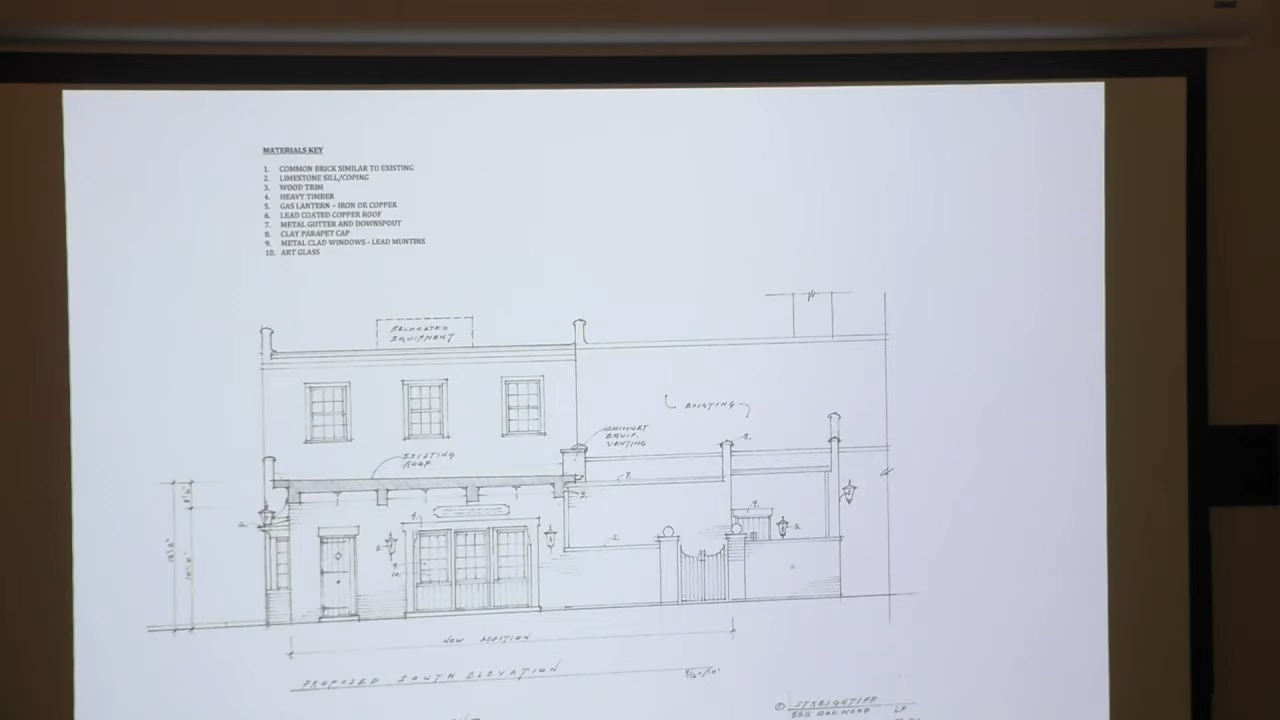 MATERIALS KEY
1. COMMON BRICK SIMILAR TO EXISTING
2. LIMESTONE SILL/COPING
3. WOOD TRIM
4. HEAVY TIMBER
5. GAS LANTERN – IRON OR COPPER
6. LEAD COATED COPPER ROOF
7. METAL GUTTER AND DOWNSPOUT
8. CLAY PARAPET CAP
9. METAL CLAD WINDOWS - LEAD MUNTINS
10. ART GLASS
RELOCATED
EQUIPMENT
EXISTING
CHIMNEY
EQUIP.
VENTING
EXISTING
ROOF
NEW ADDITION
PROPOSED SOUTH ELEVATION